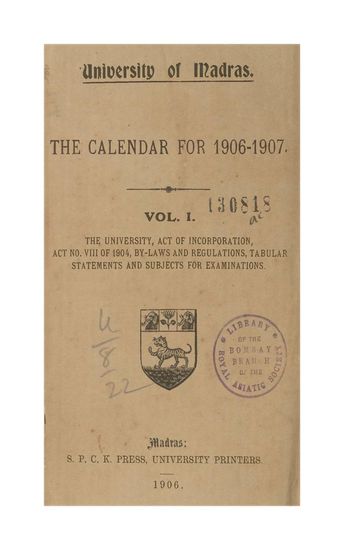 University of Madras.
THE CALENDAR FOR 1906-1907.
130818
VOL. I.
THE UNIVERSITY, ACT OF INCORPORATION,
ACT NO. VIII OF 1904, BY-LAWS AND REGULATIONS, TABULAR
STATEMENTS AND SUBJECTS FOR EXAMINATIONS.
8
22
LIBRARY
OF THE
BOMBAY
BRANCH
OF THE
ROYAL ASIATIC SOCIETY
Madras:
S. P. C. K. PRESS, UNIVERSITY PRINTERS.
1906.